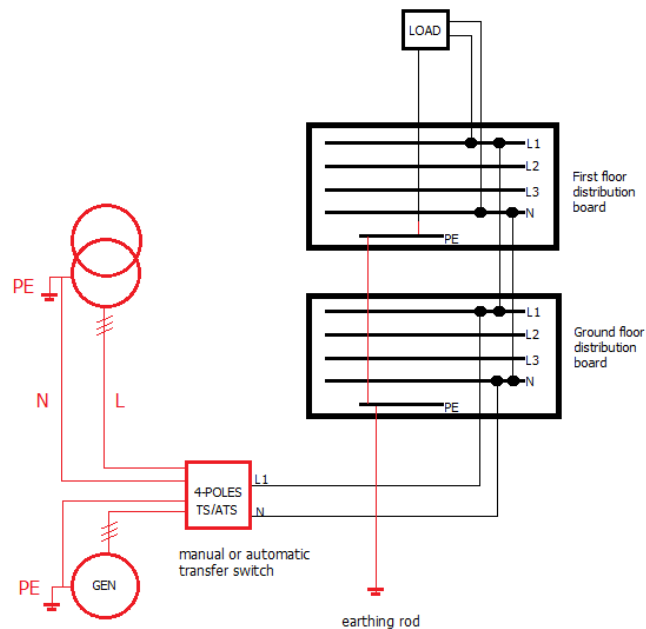 LOAD
L1
L2
L3
N
PE
First floor
distribution
board
L1
L2
L3
N
PE
Ground floor
distribution
board
PE
N
L
4-POLES
TS/ATS
L1
N
manual or automatic
transfer switch
PE
GEN
earthing rod